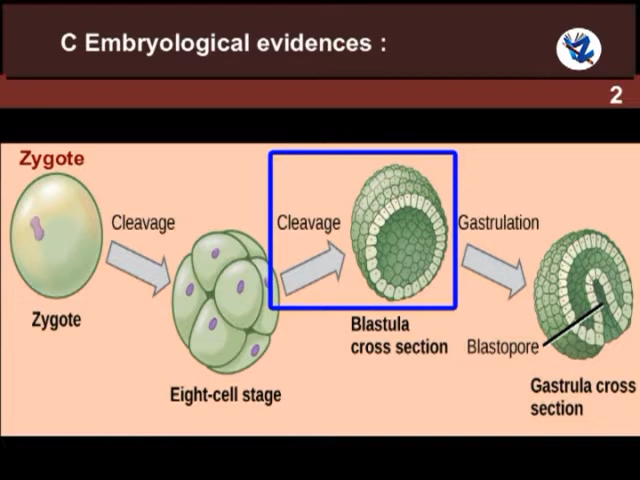 C Embryological evidences :
2
Zygote
Cleavage
Cleavage
Gastrulation
Zygote
Blastula
cross section
Blastopore
Eight-cell stage
Gastrula cross
section